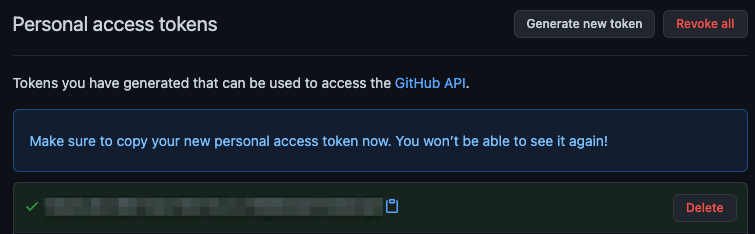 Personal access tokens
Generate new token
Revoke all
Tokens you have generated that can be used to access the GitHub API.
Make sure to copy your new personal access token now. You won’t be able to see it again!
Delete